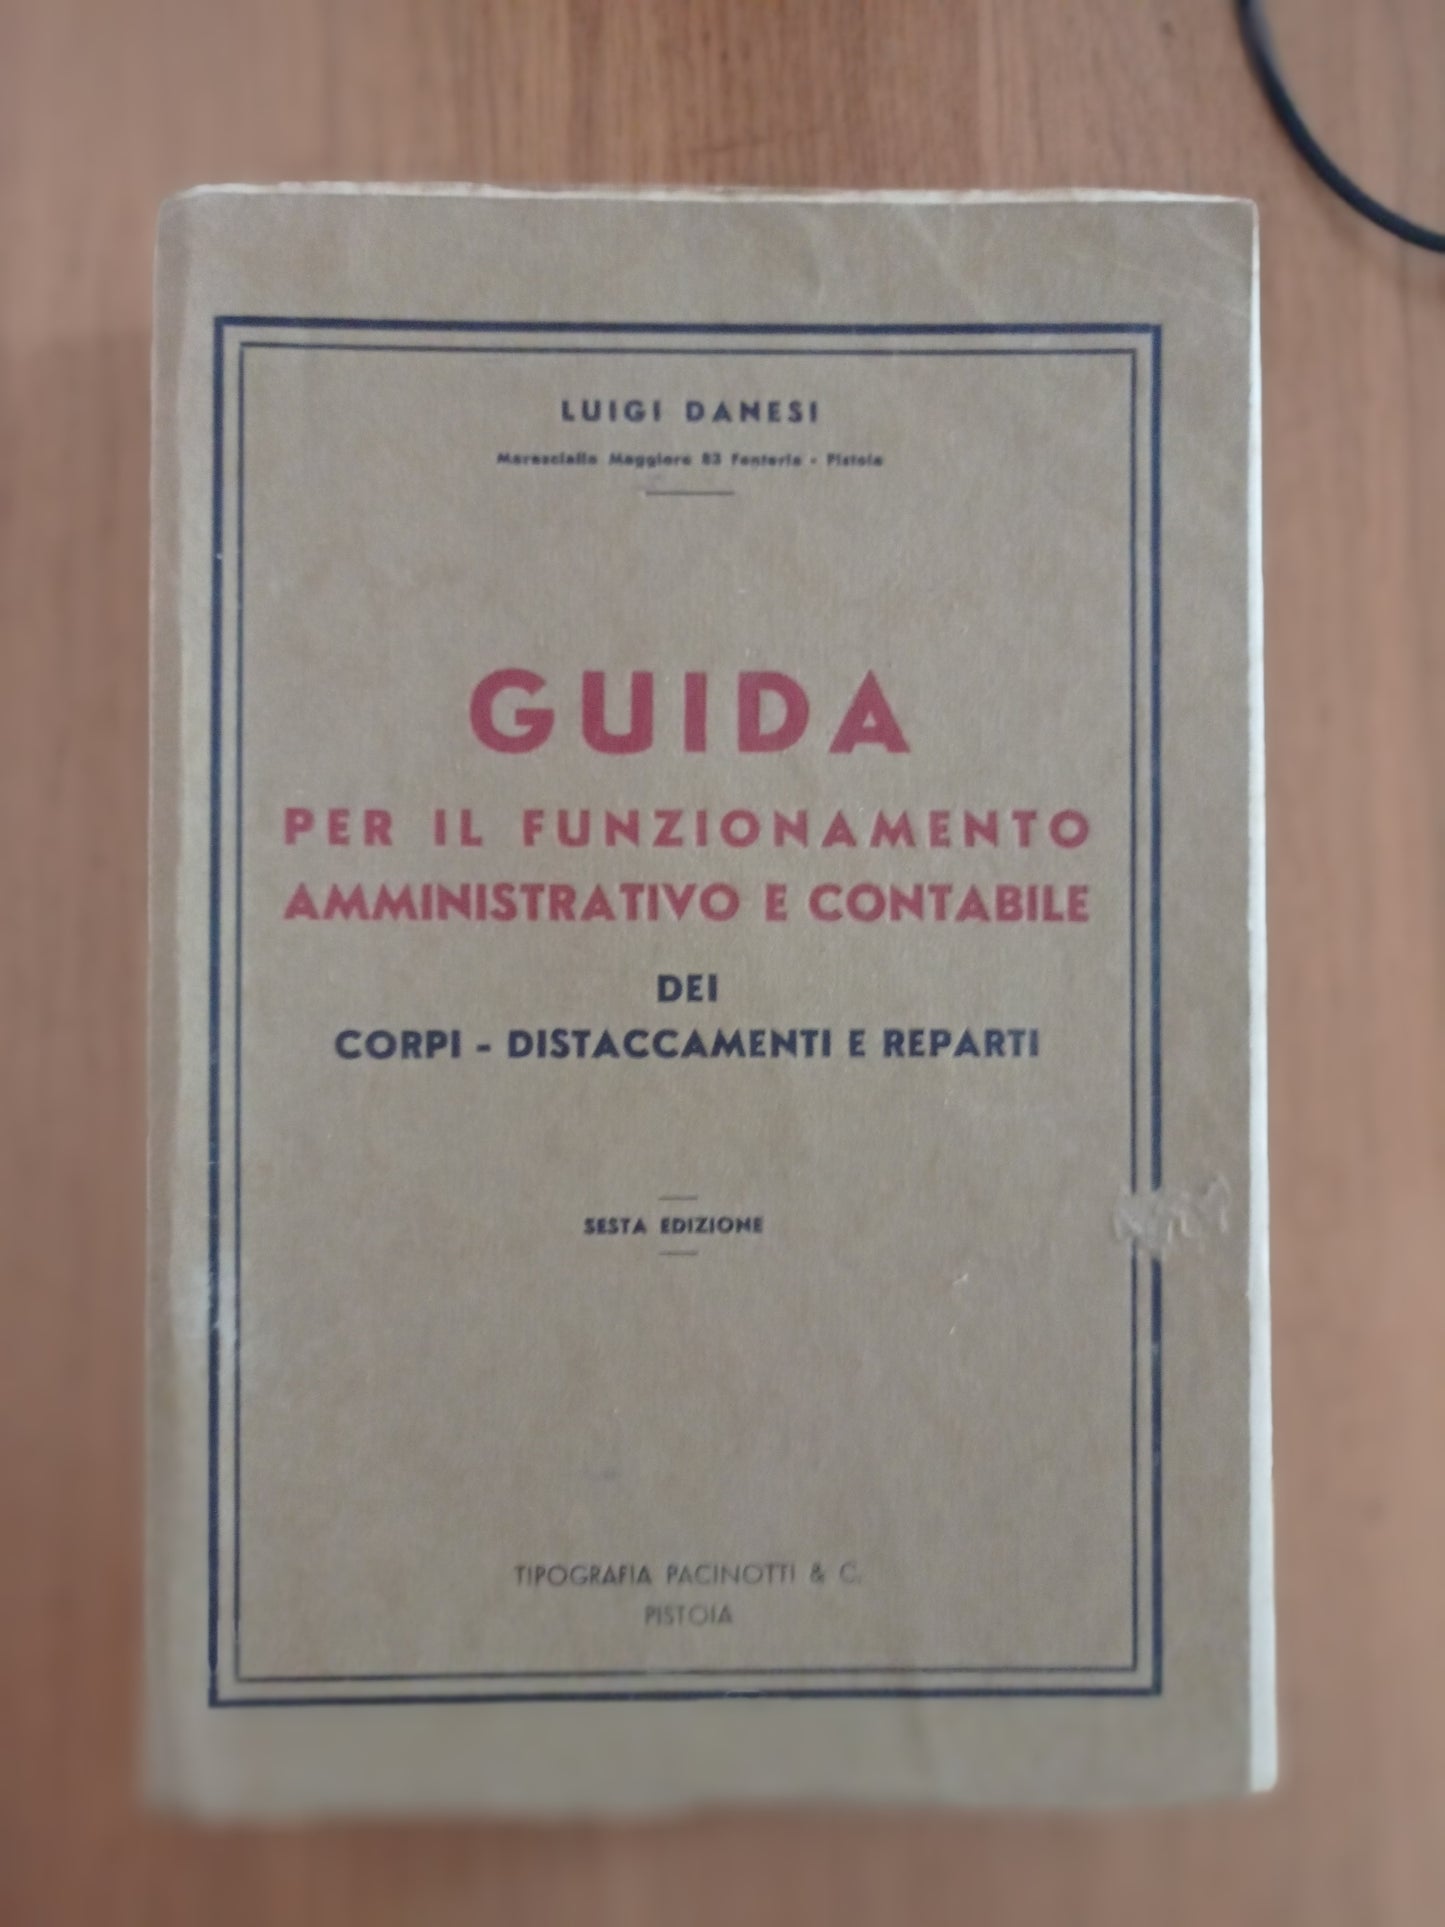 LUIGI DANESI
Maresciallo Maggiore 83 Fanteria - Pistoia
GUIDA
PER IL FUNZIONAMENTO
AMMINISTRATIVO E CONTABILE
DEI
CORPI - DISTACCAMENTI E REPARTI
SESTA EDIZIONE
TIPOGRAFIA PACINOTTI & C.
PISTOIA